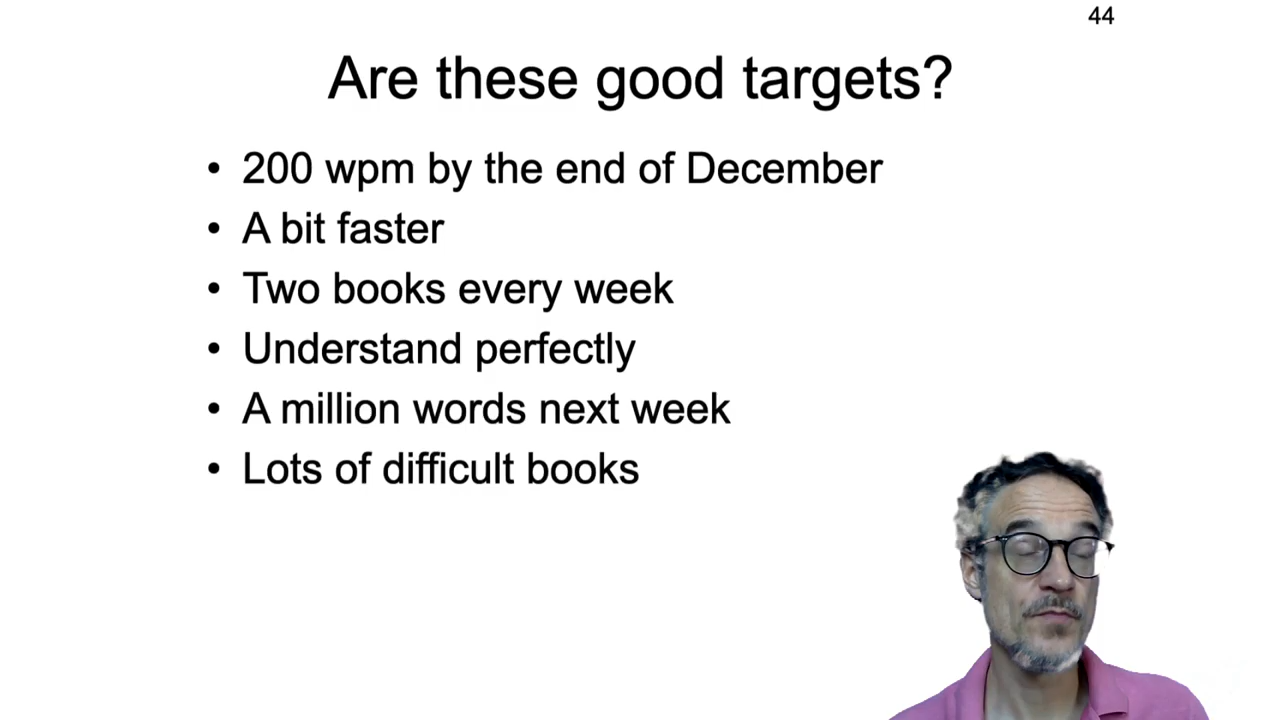 44
Are these good targets?
• 200 wpm by the end of December
• A bit faster
• Two books every week
• Understand perfectly
• A million words next week
• Lots of difficult books